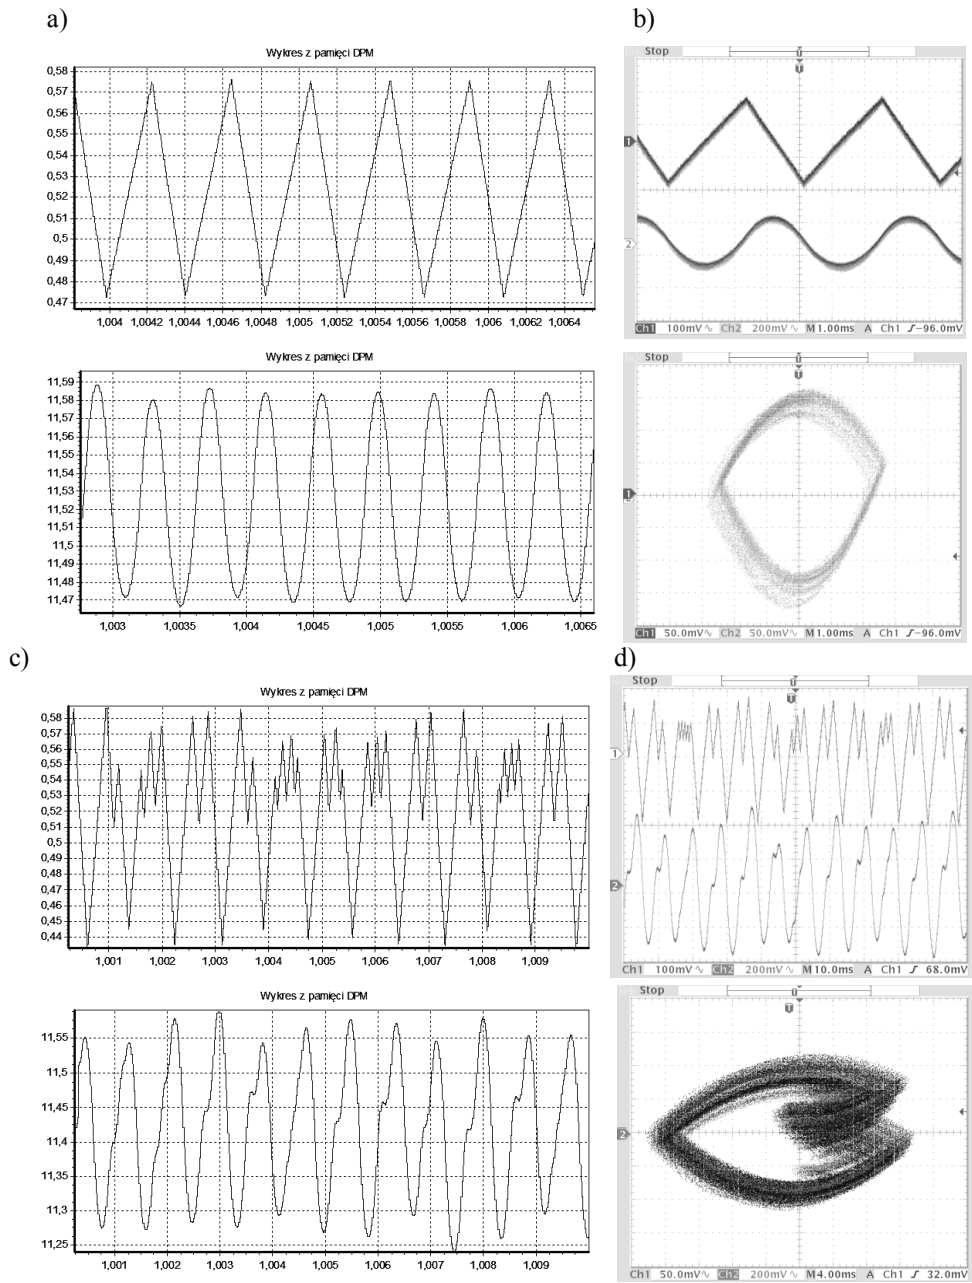 a)
Wykres z pamięci DPM
0,58
0,57
0,56
0,55
0,54
0,53
0,52
0,51
0,5
0,49
0,48
0,47
1,004 1,0042 1,0044 1,0046 1,0048 1,005 1,0052 1,0054 1,0056 1,0058 1,006 1,0062 1,0064
b)
Stop
T
1
2
Ch1 100mV Ch2 200mV M 1.00ms A Ch1 -96.0mV
Wykres z pamięci DPM
11,59
11,58
11,56
11,55
11,54
11,53
11,52
11,51
11,5
11,49
11,48
11,47
1,003 1,0035 1,004 1,0045 1,005 1,0055 1,006 1,0065
Stop
T
1
Ch1 50.0mV Ch2 50.0mV M 1.00ms A Ch1 -96.0mV
c)
Wykres z pamięci DPM
0,58
0,57
0,56
0,55
0,54
0,53
0,52
0,51
0,5
0,49
0,48
0,47
0,46
0,45
0,44
1,001 1,002 1,003 1,004 1,005 1,006 1,007 1,008 1,009
d)
Stop
T
1
2
Ch1 100mV Ch2 200mV M 10.0ms A Ch1 68.0mV
Wykres z pamięci DPM
11,55
11,5
11,45
11,4
11,35
11,3
11,25
1,001 1,002 1,003 1,004 1,005 1,006 1,007 1,008 1,009
Stop
T
2
Ch1 50.0mV Ch2 200mV M 4.00ms A Ch1 32.0mV